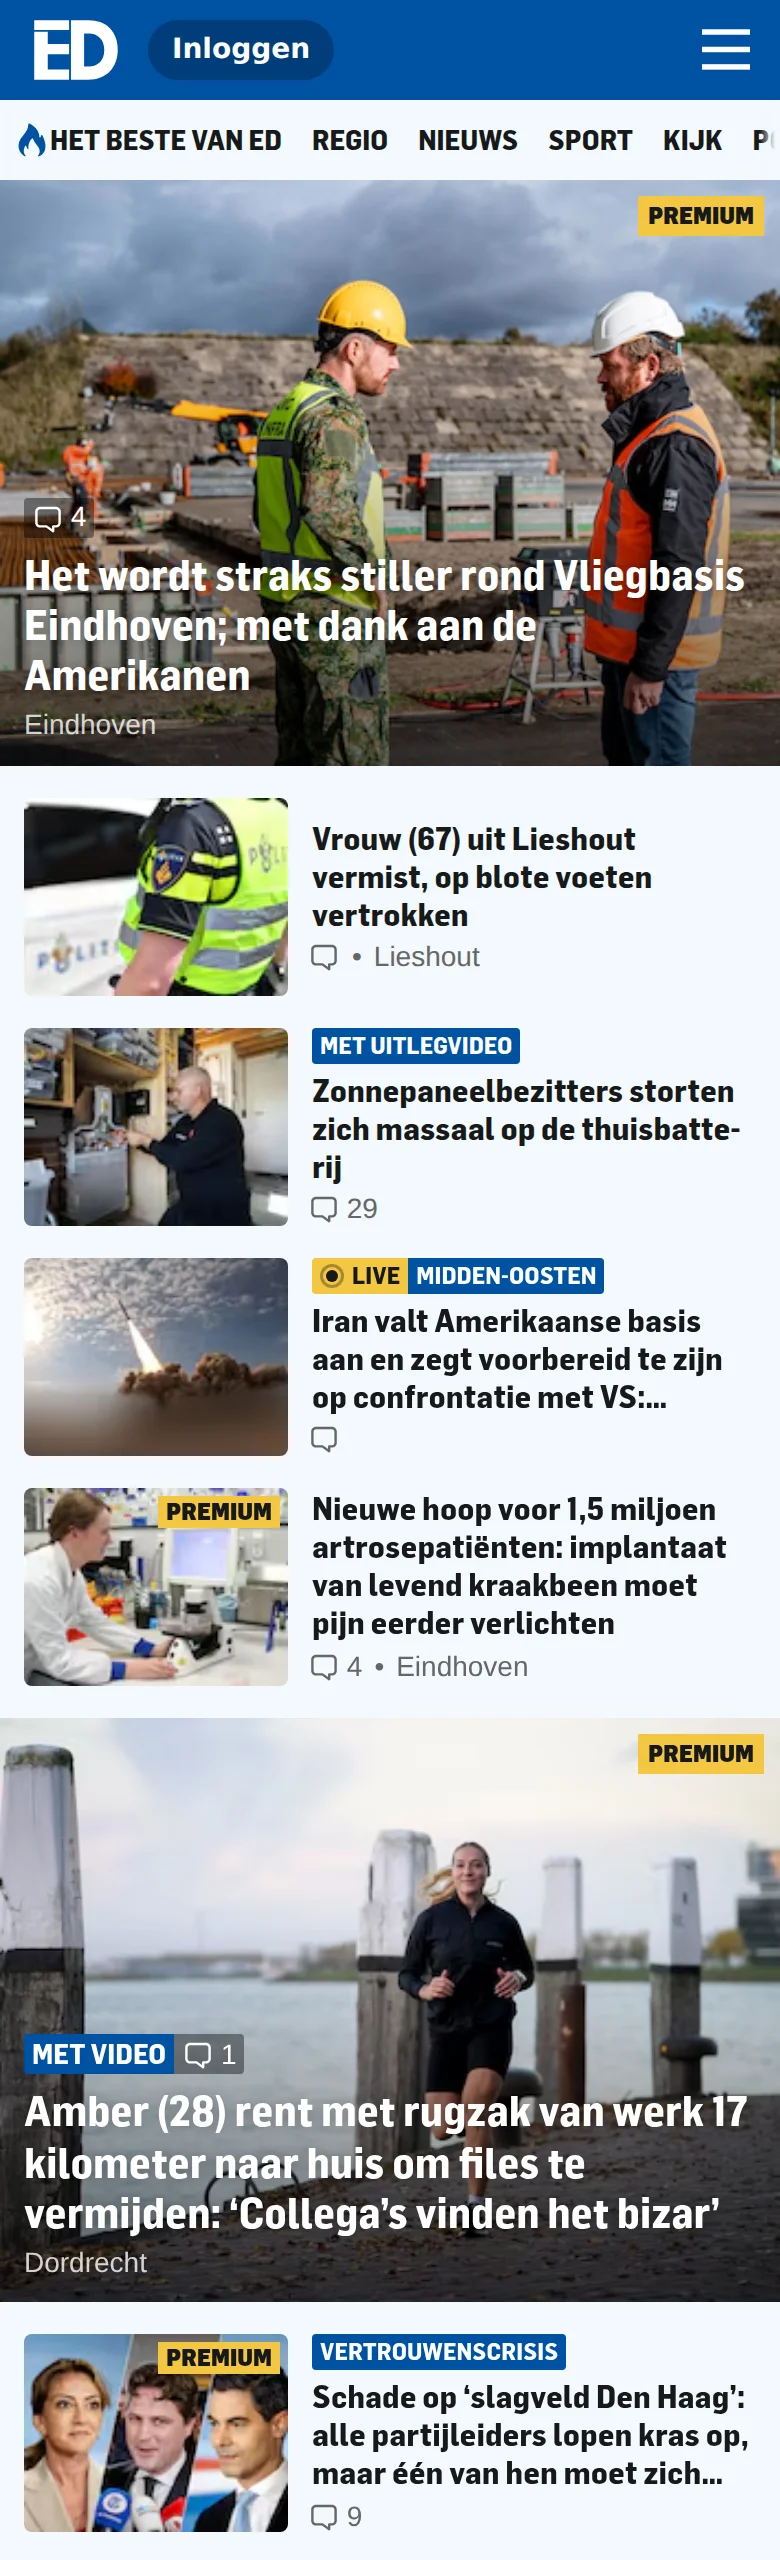 ED
Inloggen
HET BESTE VAN ED
REGIO
NIEUWS
SPORT
KIJK
PREMIUM
4
Het wordt straks stiller rond Vliegbasis
Eindhoven; met dank aan de
Amerikanen
Eindhoven
Vrouw (67) uit Lieshout
vermist, op blote voeten
vertrokken
• Lieshout
MET UITLEGVIDEO
Zonnepaneelbezitters storten
zich massaal op de thuisbatte-
rij
29
LIVE MIDDEN-OOSTEN
Iran valt Amerikaanse basis
aan en zegt voorbereid te zijn
op confrontatie met VS:...
PREMIUM
Nieuwe hoop voor 1,5 miljoen
artrosepatiënten: implantaat
van levend kraakbeen moet
pijn eerder verlichten
4 • Eindhoven
PREMIUM
MET VIDEO 1
Amber (28) rent met rugzak van werk 17
kilometer naar huis om files te
vermijden: ‘Collega’s vinden het bizar’
Dordrecht
PREMIUM
VERTROUWENSCRISIS
Schade op ‘slagveld Den Haag’:
alle partijleiders lopen kras op,
maar één van hen moet zich...
9